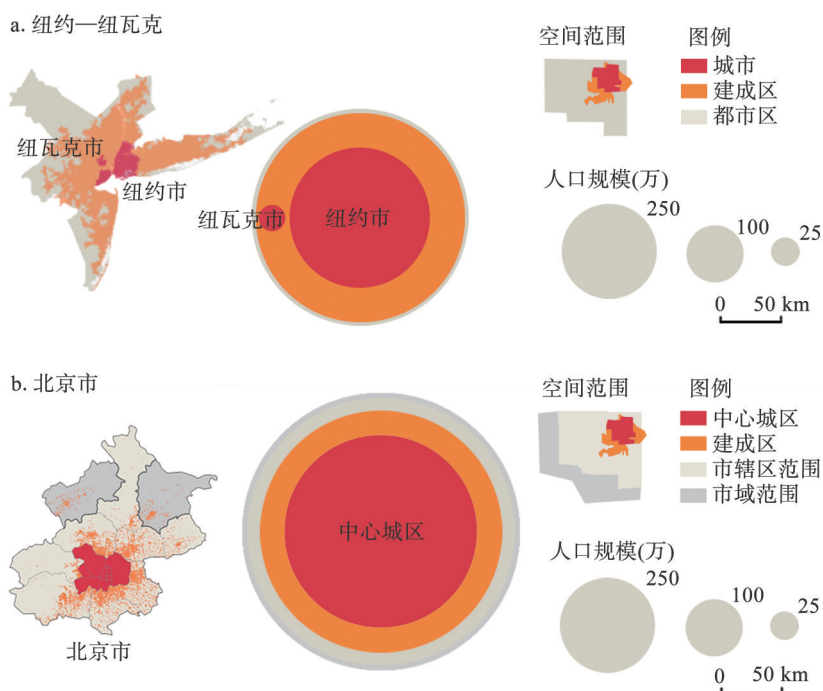 a. 纽约—纽瓦克
纽瓦克市
纽约市
纽瓦克市
纽约市
空间范围
图例
城市
建成区
都市区
人口规模(万)
250
100
25
0 50 km
b. 北京市
北京市
中心城区
空间范围
图例
中心城区
建成区
市辖区范围
市域范围
人口规模(万)
250
100
25
0 50 km